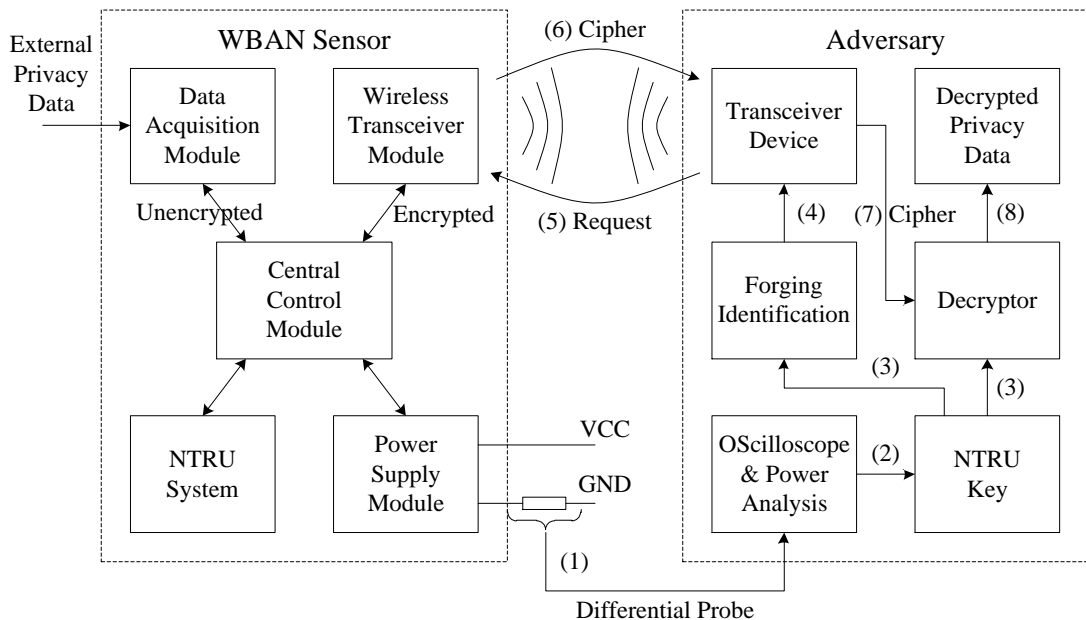 WBAN Sensor
External
Privacy
Data
Data
Acquisition
Module
Wireless
Transceiver
Module
Unencrypted
Encrypted
Central
Control
Module
NTRU
System
Power
Supply
Module
VCC
GND
(1)
Differential Probe
(6) Cipher
(5) Request
Adversary
Transceiver
Device
Decrypted
Privacy
Data
(4)
(7) Cipher
(8)
Forging
Identification
Decryptor
(3)
(3)
OScilloscope
& Power
Analysis
(2)
NTRU
Key